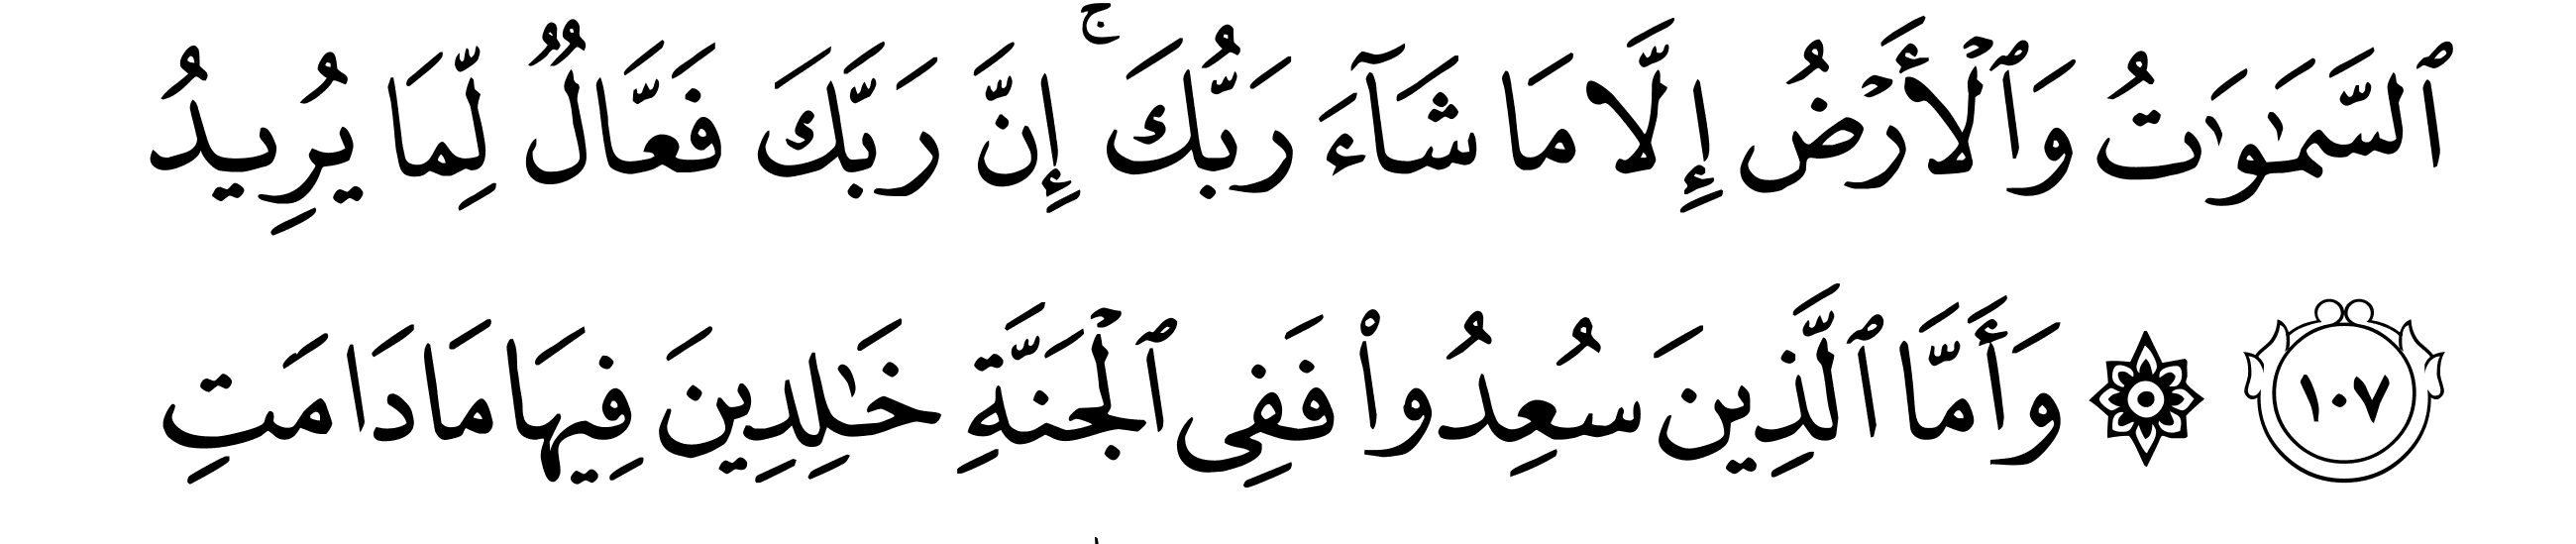 ٱلسَّمَٰوَٰتُ وَٱلۡأَرۡضُ إِلَّا مَا شَآءَ رَبُّكَۚ إِنَّ رَبَّكَ فَعَّالٞ لِّمَا يُرِيدُ
١٠٧ ۞ وَأَمَّا ٱلَّذِينَ سُعِدُواْ فَفِي ٱلۡجَنَّةِ خَٰلِدِينَ فِيهَا مَا دَامَتِ